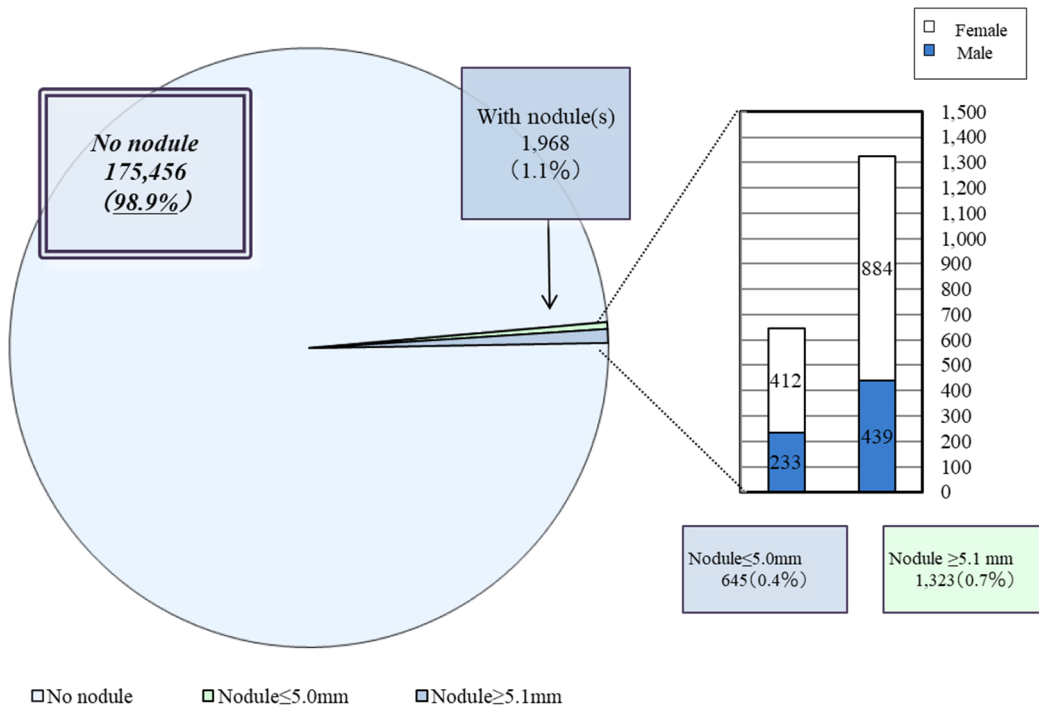 Female
Male
No nodule
175,456
（98.9%）
With nodule(s)
1,968
（1.1%）
1,500
1,400
1,300
1,200
1,100
1,000
900
800
700
600
500
400
300
200
100
0
884
412
439
233
Nodule≤5.0mm
645（0.4%）
Nodule ≥5.1 mm
1,323（0.7%）
No nodule
Nodule≤5.0mm
Nodule≥5.1mm